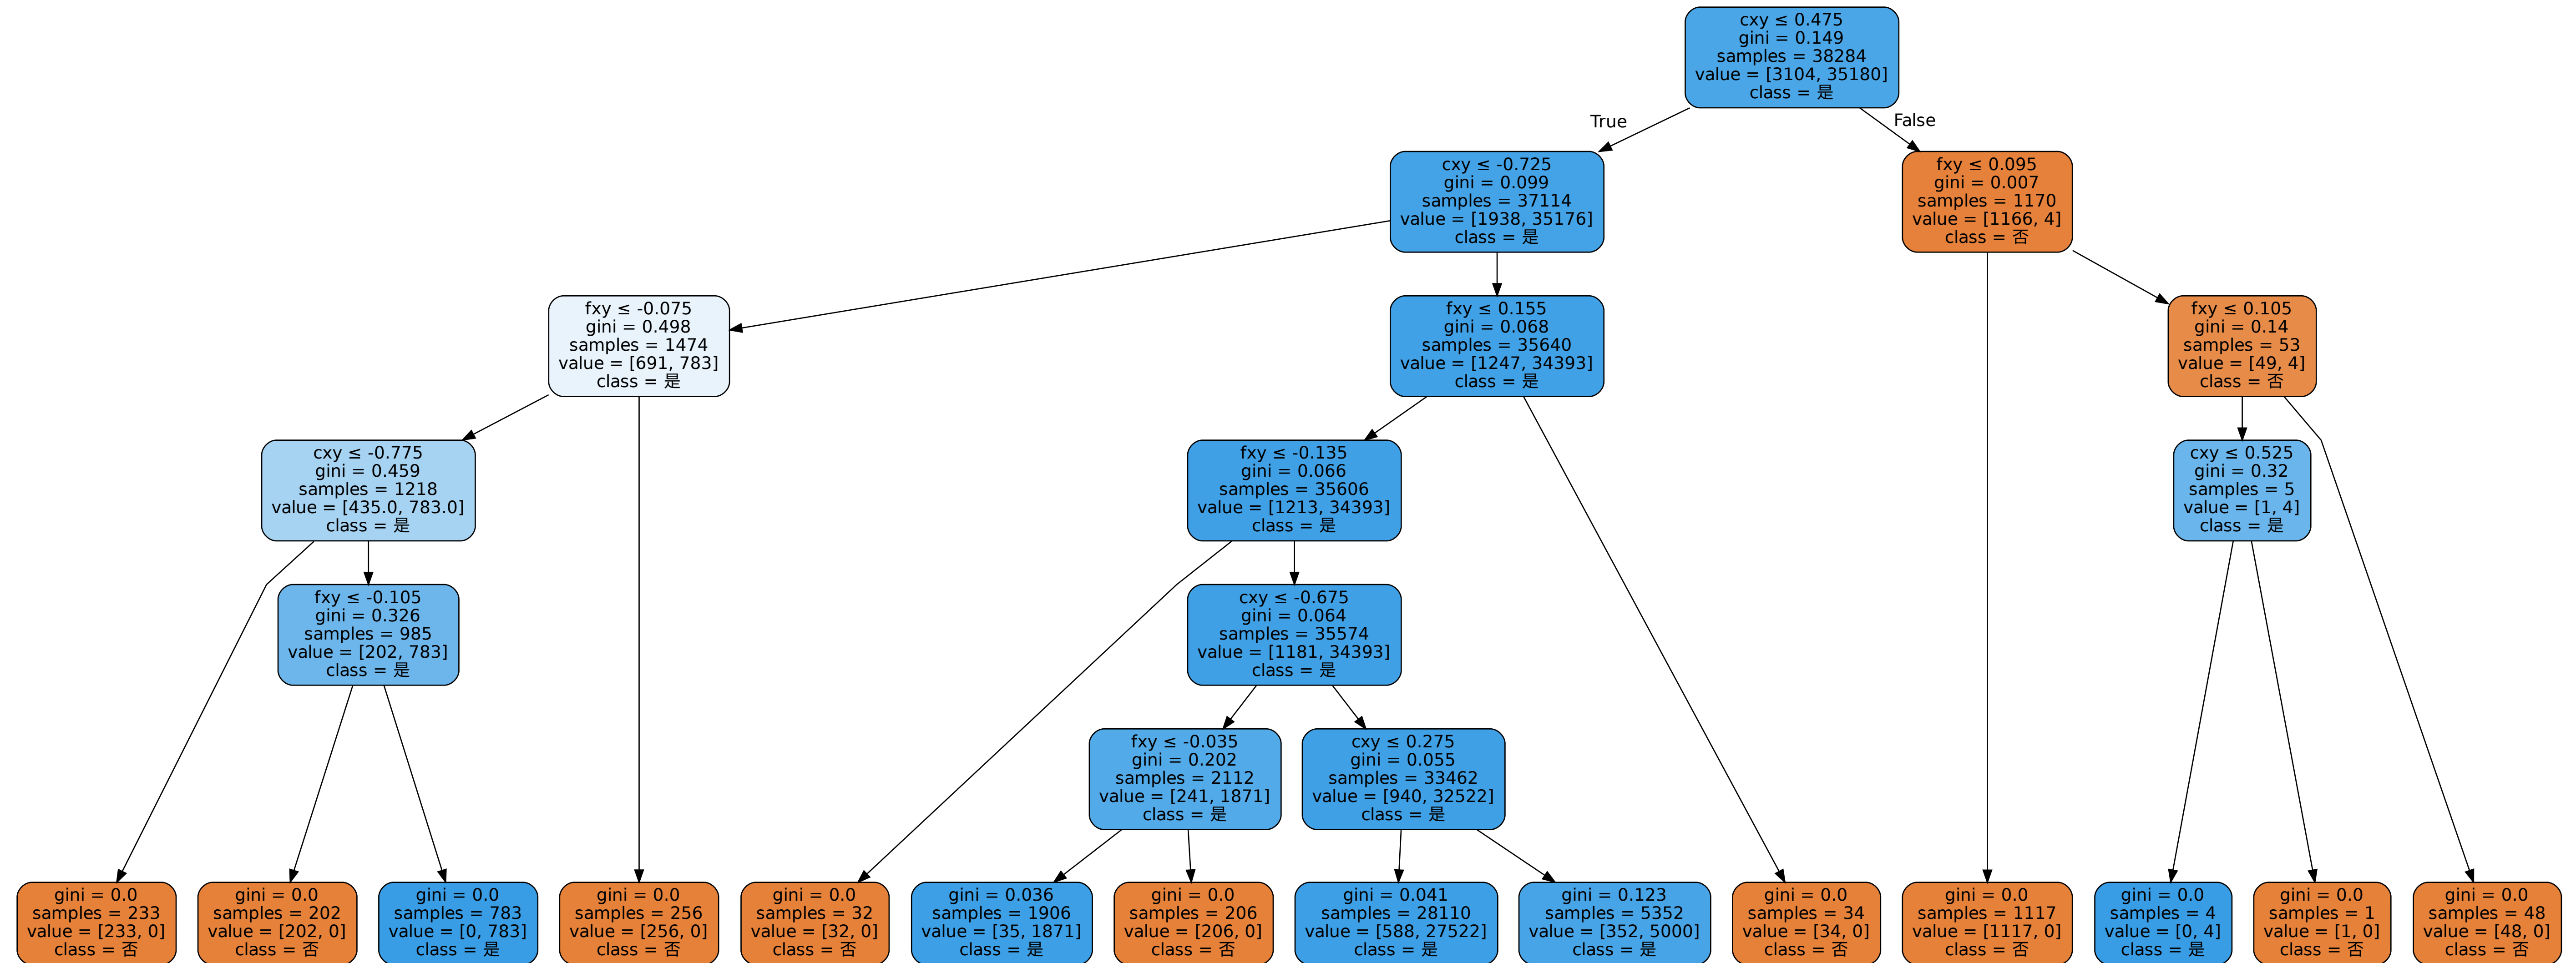 cxy ≤ 0.475
gini = 0.149
samples = 38284
value = [3104, 35180]
class = 是
True
False
cxy ≤ -0.725
gini = 0.099
samples = 37114
value = [1938, 35176]
class = 是
fxy ≤ 0.095
gini = 0.007
samples = 1170
value = [1166, 4]
class = 否
fxy ≤ -0.075
gini = 0.498
samples = 1474
value = [691, 783]
class = 是
fxy ≤ 0.155
gini = 0.068
samples = 35640
value = [1247, 34393]
class = 是
fxy ≤ 0.105
gini = 0.14
samples = 53
value = [49, 4]
class = 否
cxy ≤ -0.775
gini = 0.459
samples = 1218
value = [435.0, 783.0]
class = 是
fxy ≤ -0.135
gini = 0.066
samples = 35606
value = [1213, 34393]
class = 是
cxy ≤ 0.525
gini = 0.32
samples = 5
value = [1, 4]
class = 是
fxy ≤ -0.105
gini = 0.326
samples = 985
value = [202, 783]
class = 是
cxy ≤ -0.675
gini = 0.064
samples = 35574
value = [1181, 34393]
class = 是
fxy ≤ -0.035
gini = 0.202
samples = 2112
value = [241, 1871]
class = 是
cxy ≤ 0.275
gini = 0.055
samples = 33462
value = [940, 32522]
class = 是
gini = 0.0
samples = 233
value = [233, 0]
class = 否
gini = 0.0
samples = 202
value = [202, 0]
class = 否
gini = 0.0
samples = 783
value = [0, 783]
class = 是
gini = 0.0
samples = 256
value = [256, 0]
class = 否
gini = 0.0
samples = 32
value = [32, 0]
class = 否
gini = 0.036
samples = 1906
value = [35, 1871]
class = 是
gini = 0.0
samples = 206
value = [206, 0]
class = 否
gini = 0.041
samples = 28110
value = [588, 27522]
class = 是
gini = 0.123
samples = 5352
value = [352, 5000]
class = 是
gini = 0.0
samples = 34
value = [34, 0]
class = 否
gini = 0.0
samples = 1117
value = [1117, 0]
class = 否
gini = 0.0
samples = 4
value = [0, 4]
class = 是
gini = 0.0
samples = 1
value = [1, 0]
class = 否
gini = 0.0
samples = 48
value = [48, 0]
class = 否